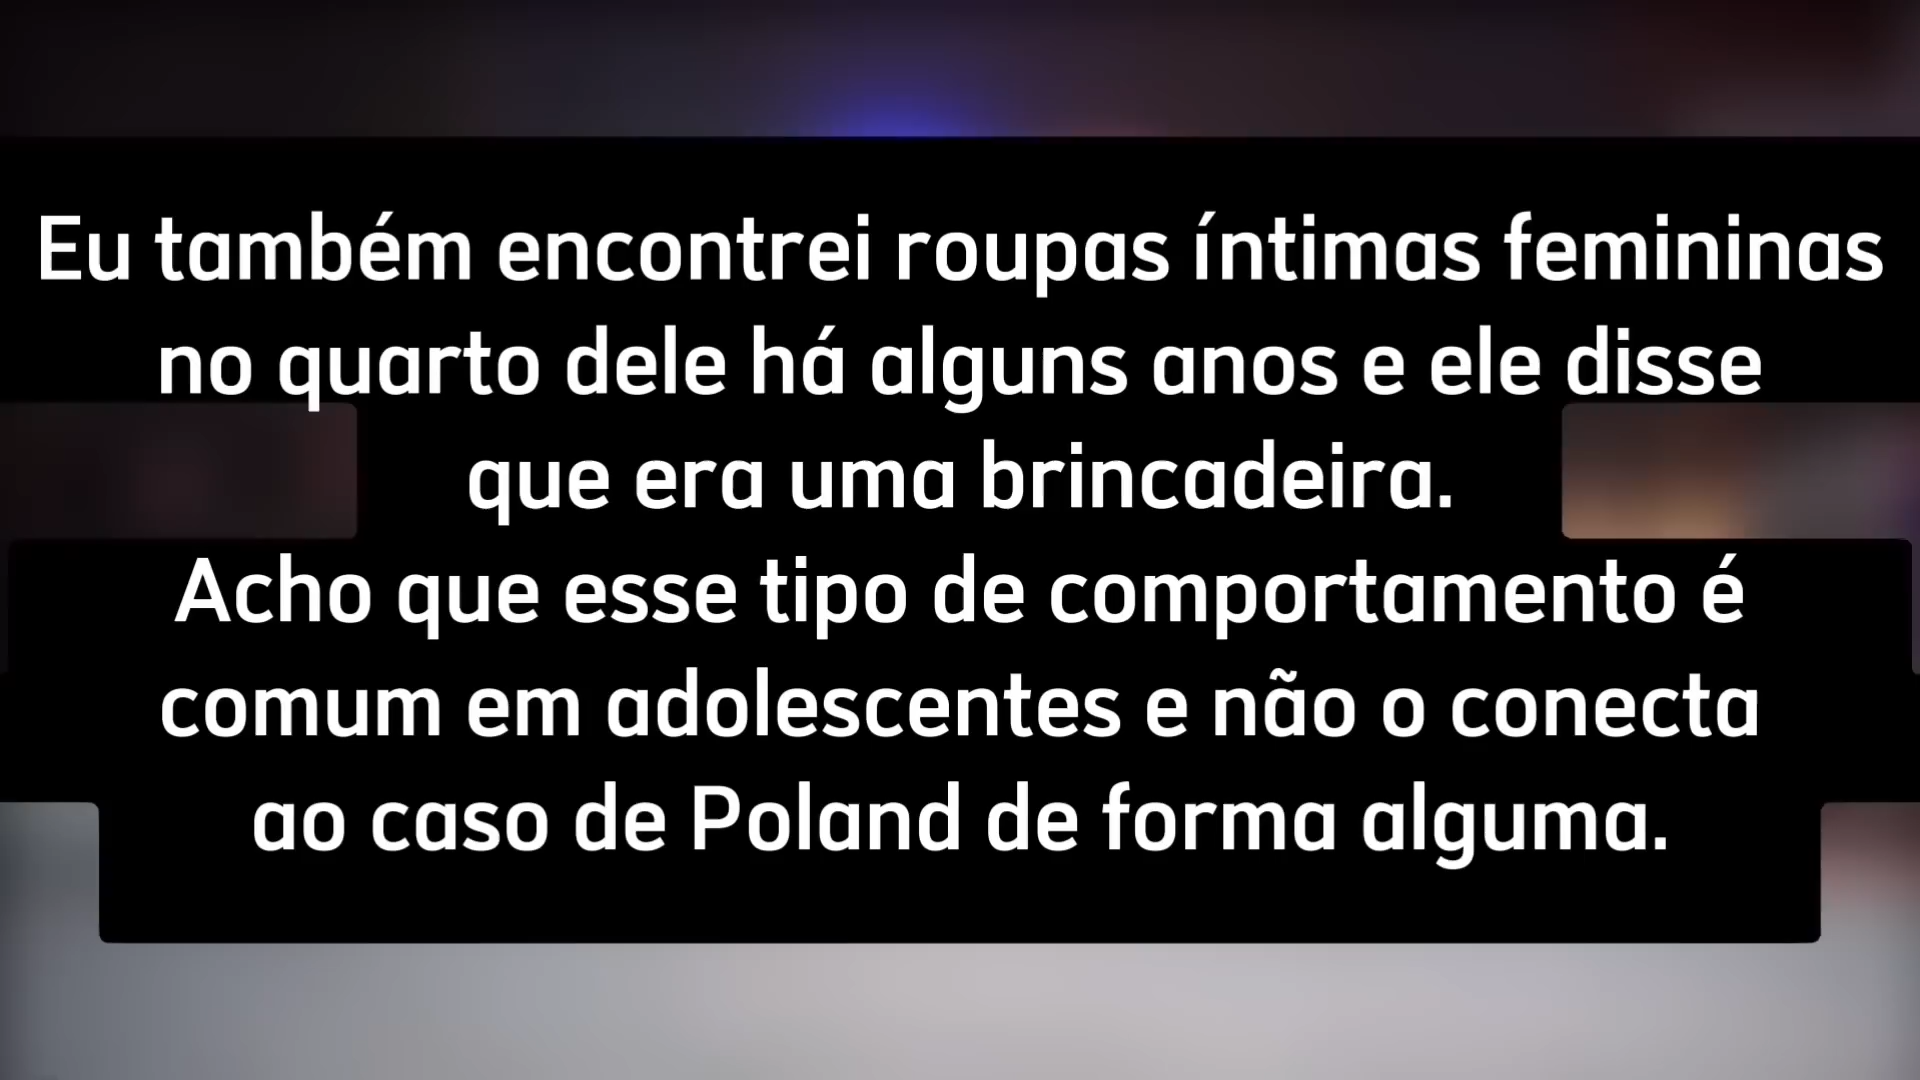 Eu também encontrei roupas íntimas femininas
no quarto dele há alguns anos e ele disse
que era uma brincadeira.
Acho que esse tipo de comportamento é
comum em adolescentes e não o conecta
ao caso de Poland de forma alguma.